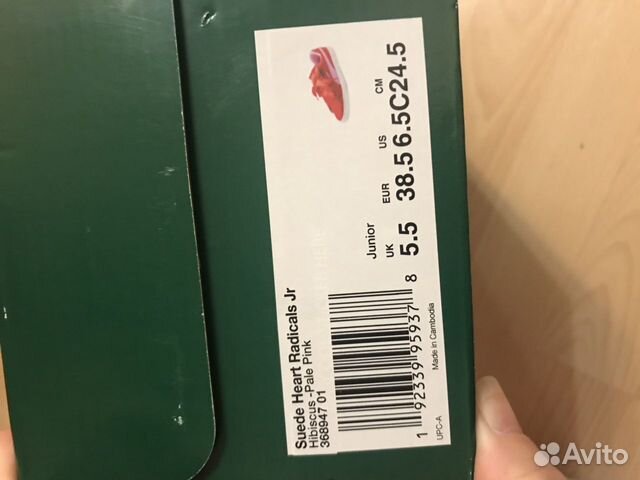 Suede Heart Radicals Jr
Hibiscus -Pale Pink
368947 01
Junior
UK EUR US CM
5.5 38.5 6.5C 24.5
1 92339 95937 8
UPC-A
Made in Cambodia
Avito